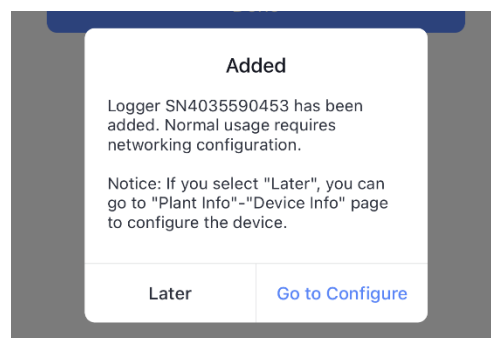 Added
Logger SN4035590453 has been
added. Normal usage requires
networking configuration.
Notice: If you select "Later", you can
go to "Plant Info"-"Device Info" page
to configure the device.
Later
Go to Configure